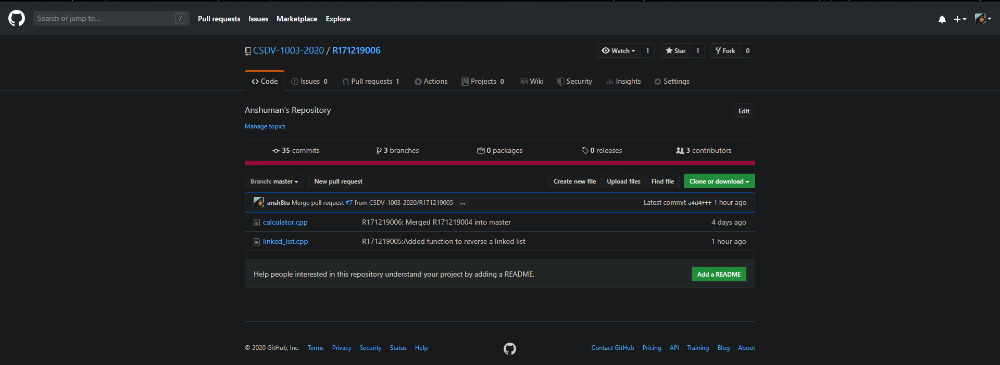 Search or jump to... / Pull requests Issues Marketplace Explore
CSDV-1003-2020 / R171219006 Watch 1 Star 1 Fork 0
Code Issues 0 Pull requests 1 Actions Projects 0 Wiki Security Insights Settings
Anshuman's Repository Edit
Manage topics
35 commits 3 branches 0 packages 0 releases 3 contributors
Branch: master New pull request Create new file Upload files Find file Clone or download
ansh8tu Merge pull request #7 from CSDV-1003-2020/R171219005 ... Latest commit a4d4fff 1 hour ago
calculator.cpp R171219006: Merged R171219004 into master 4 days ago
linked_list.cpp R171219005:Added function to reverse a linked list 1 hour ago
Help people interested in this repository understand your project by adding a README. Add a README
© 2020 GitHub, Inc. Terms Privacy Security Status Help Contact GitHub Pricing API Training Blog About